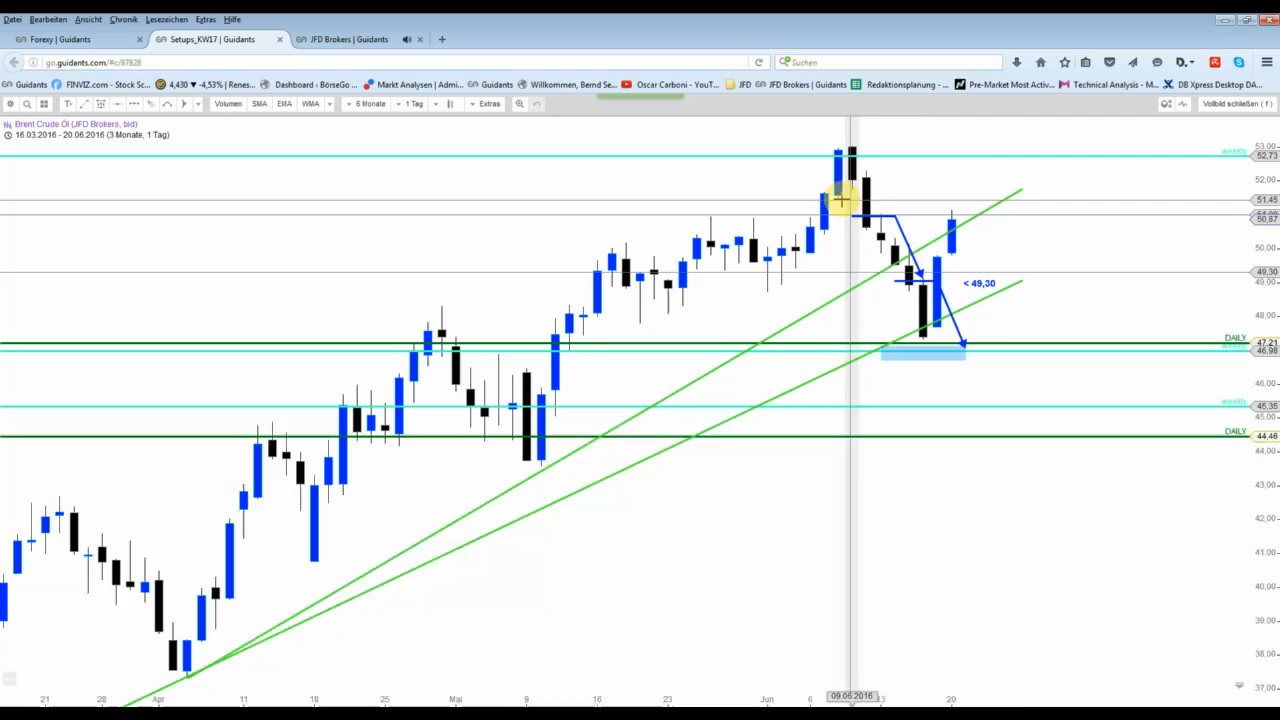 Datei Bearbeiten Ansicht Chronik Lesezeichen Extras Hilfe
Forexy | Guidants × Setups_KW17 | Guidants × JFD Brokers | Guidants × +
go.guidants.com/#c/87828 Suchen
Guidants FINVIZ.com - Stock Sc... 4,430 ▾ -4,53% | Renes... Dashboard ‹ BörseGo ... Markt Analysen | Admi... Guidants Willkommen, Bernd Se... Oscar Carboni - YouT... JFD JFD Brokers | Guidants Redaktionsplanung - ... Pre-Market Most Activ... Technical Analysis - M... DB Xpress Desktop DA...
Volumen SMA EMA WMA 6 Monate 1 Tag Extras Vollbild schließen ( f )
Brent Crude Öl (JFD Brokers, bid)
16.03.2016 - 20.06.2016 (3 Monate, 1 Tag)
53,00
weekly 52,73
52,00
51,45
50,87
50,00
49,30
< 49,30
49,00
48,00
DAILY 47,21
46,98
46,00
weekly 45,35
45,00
DAILY 44,46
44,00
43,00
42,00
41,00
40,00
39,00
38,00
37,00
21 28 Apr 11 18 25 Mai 9 16 23 Jun 6 09.06.2016 13 20